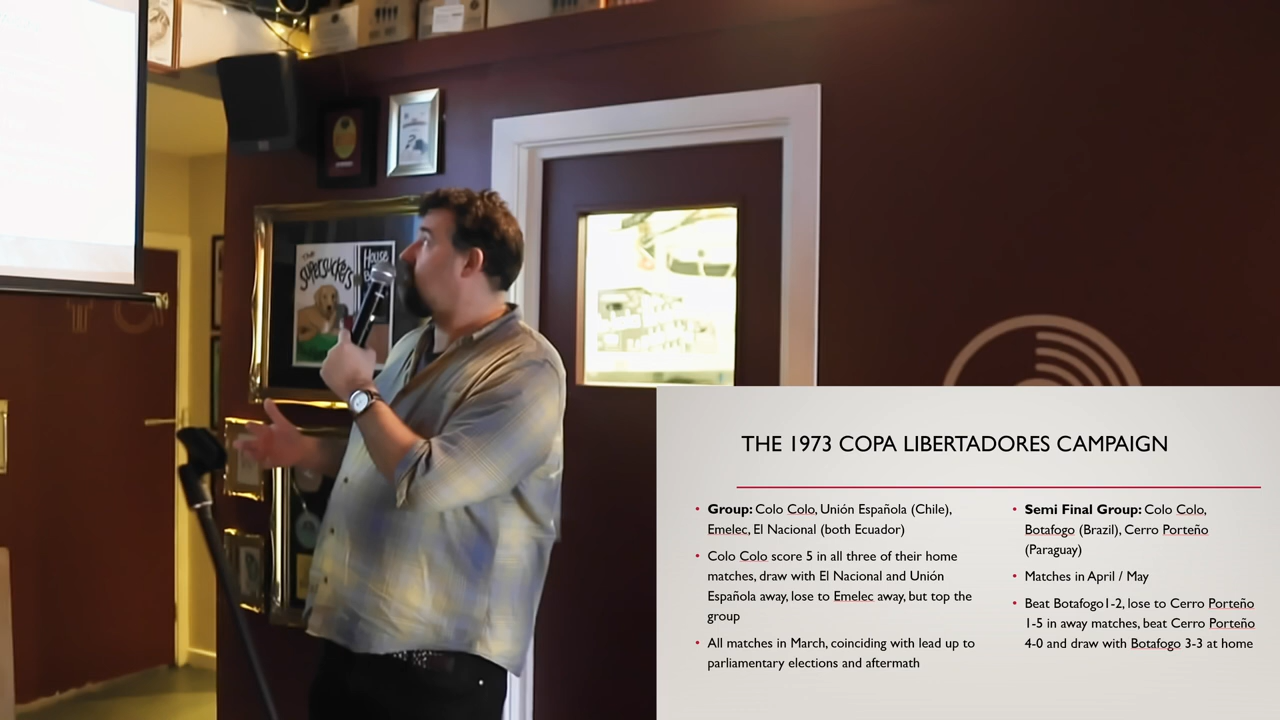 The
SUPERSUCKERS
House
THE 1973 COPA LIBERTADORES CAMPAIGN
• Group: Colo Colo, Unión Española (Chile),
Emelec, El Nacional (both Ecuador)
• Colo Colo score 5 in all three of their home
matches, draw with El Nacional and Unión
Española away, lose to Emelec away, but top the
group
• All matches in March, coinciding with lead up to
parliamentary elections and aftermath
• Semi Final Group: Colo Colo,
Botafogo (Brazil), Cerro Porteño
(Paraguay)
• Matches in April / May
• Beat Botafogo1-2, lose to Cerro Porteño
1-5 in away matches, beat Cerro Porteño
4-0 and draw with Botafogo 3-3 at home